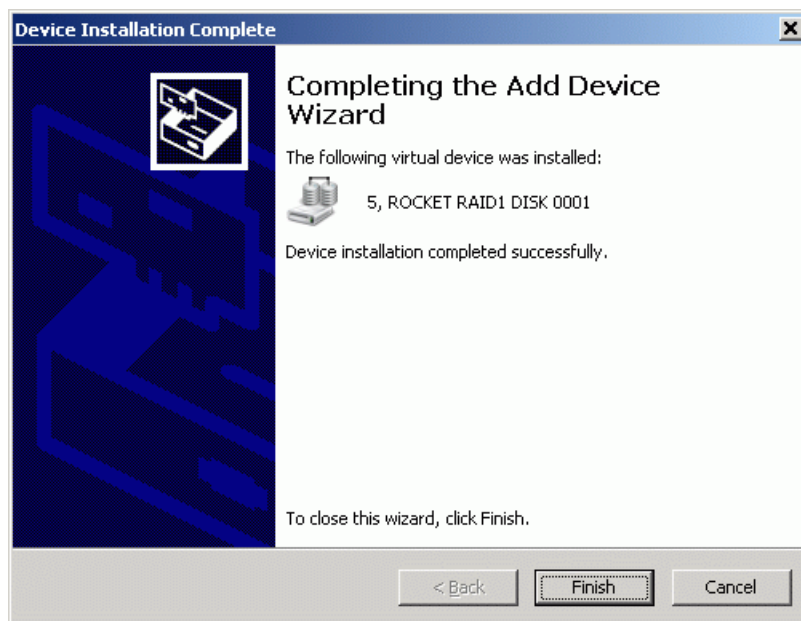 Device Installation Complete
Completing the Add Device
Wizard
The following virtual device was installed:
5, ROCKET RAID1 DISK 0001
Device installation completed successfully.
To close this wizard, click Finish.
< Back
Finish
Cancel